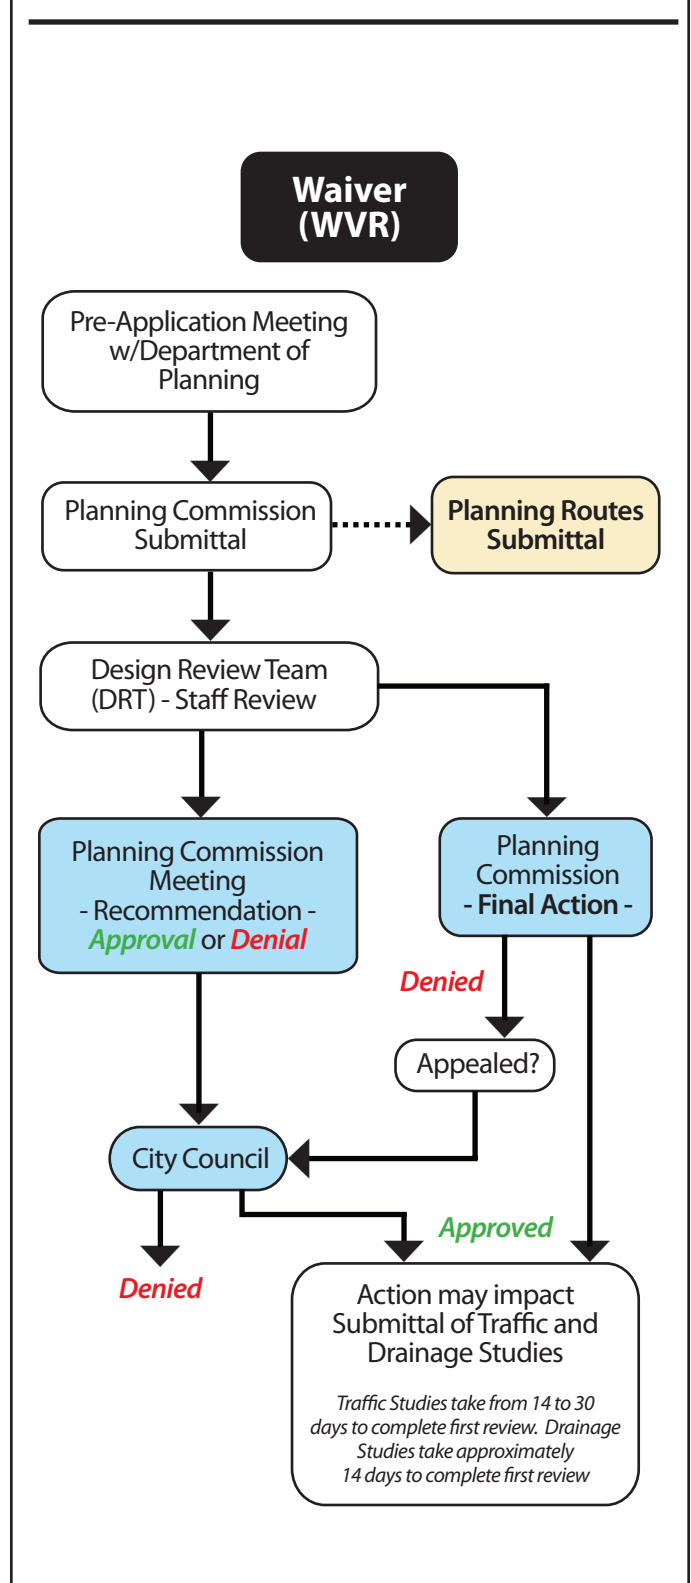 Waiver
(WVR)
Pre-Application Meeting
w/Department of
Planning
Planning Commission
Submittal
Planning Routes
Submittal
Design Review Team
(DRT) - Staff Review
Planning Commission
Meeting
- Recommendation -
Approval or Denial
Planning
Commission
- Final Action -
Denied
Appealed?
City Council
Approved
Denied
Action may impact
Submittal of Traffic and
Drainage Studies
Traffic Studies take from 14 to 30
days to complete first review.  Drainage
Studies take approximately
14 days to complete first review